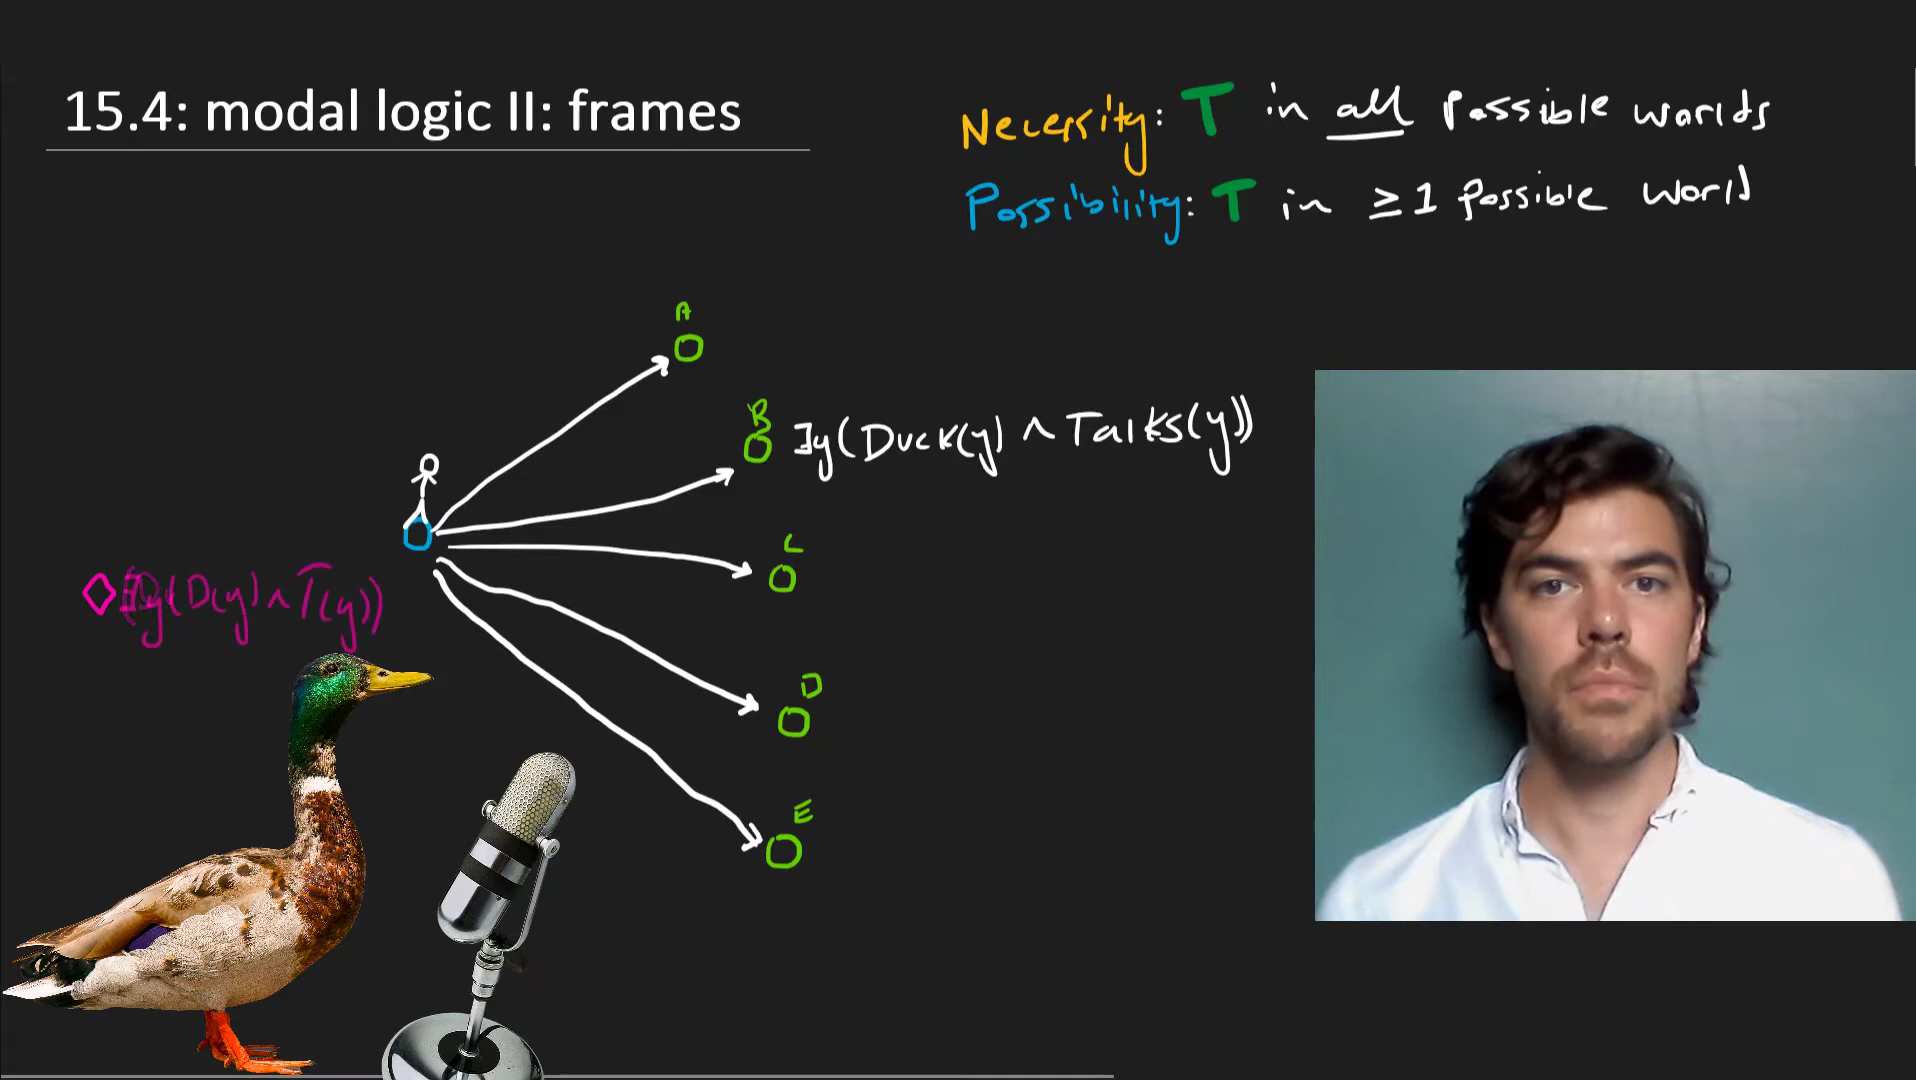 15.4: modal logic II: frames
Necessity: T in all possible worlds
Possibility: T in ≥1 possible world
A
B ∃y(Duck(y) ∧ Talks(y))
C
◇(∃y(D(y) ∧ T(y))
D
E